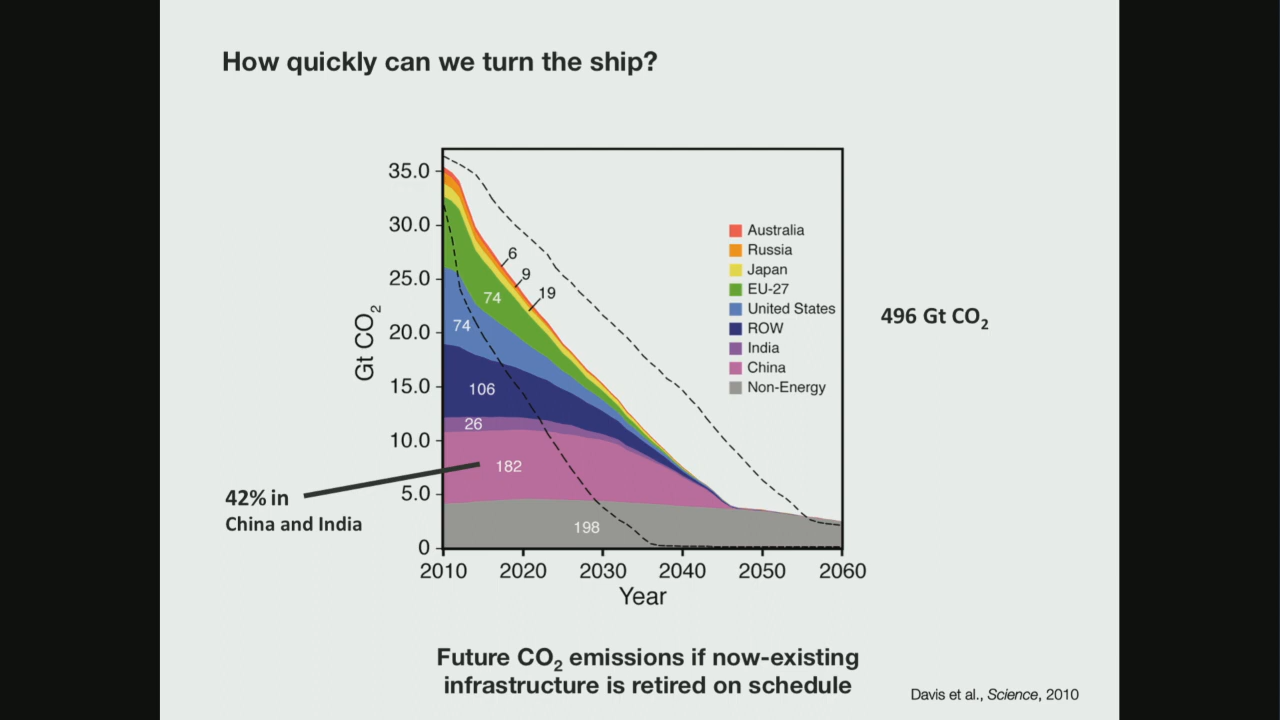 How quickly can we turn the ship?
35.0
30.0
25.0
20.0
15.0
10.0
5.0
0
Gt CO₂
6
9
19
74
74
106
26
182
198
Australia
Russia
Japan
EU-27
United States
ROW
India
China
Non-Energy
496 Gt CO₂
42% in
China and India
2010 2020 2030 2040 2050 2060
Year
Future CO₂ emissions if now-existing
infrastructure is retired on schedule
Davis et al., Science, 2010